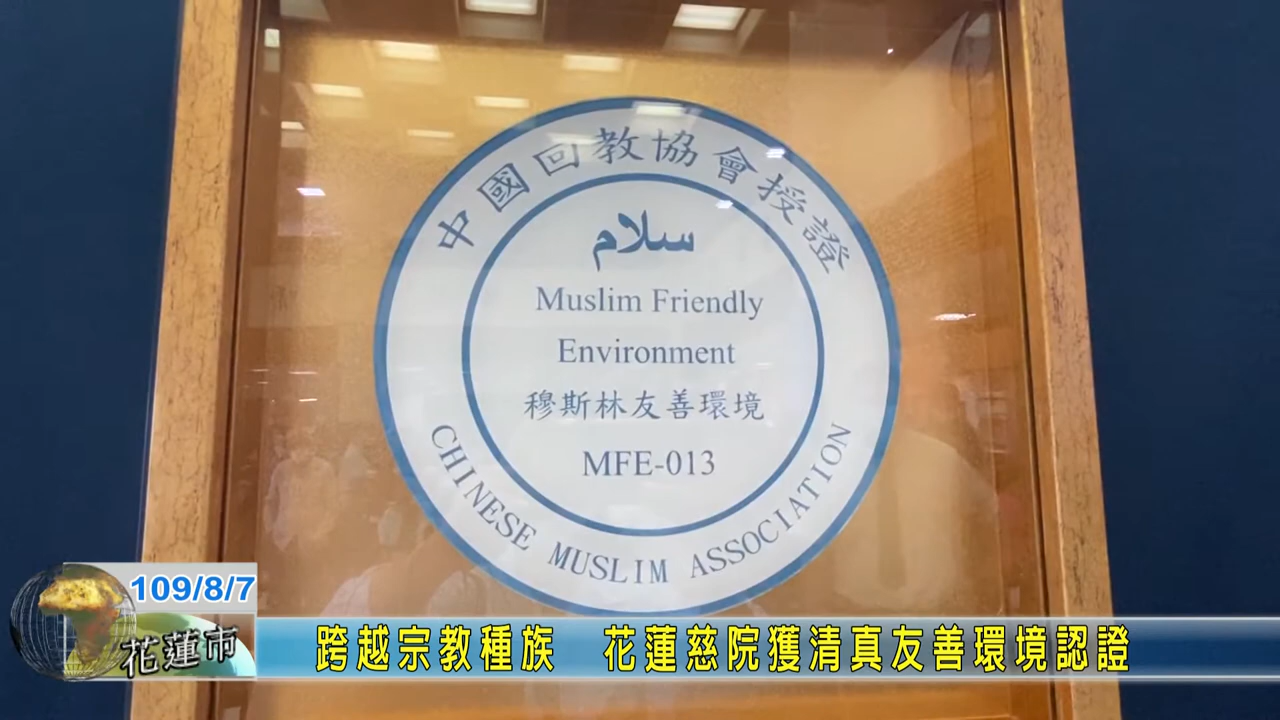 中國回教協會授證
سلام
Muslim Friendly
Environment
穆斯林友善環境
MFE-013
CHINESE MUSLIM ASSOCIATION
109/8/7
花蓮市
跨越宗教種族 花蓮慈院獲清真友善環境認證